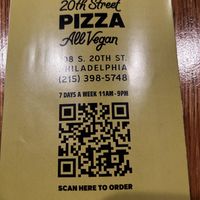 20th Street
PIZZA
All Vegan
08 S. 20TH ST.
PHILADELPHIA
(215) 398-5748
7 DAYS A WEEK 11AM - 9PM
SCAN HERE TO ORDER